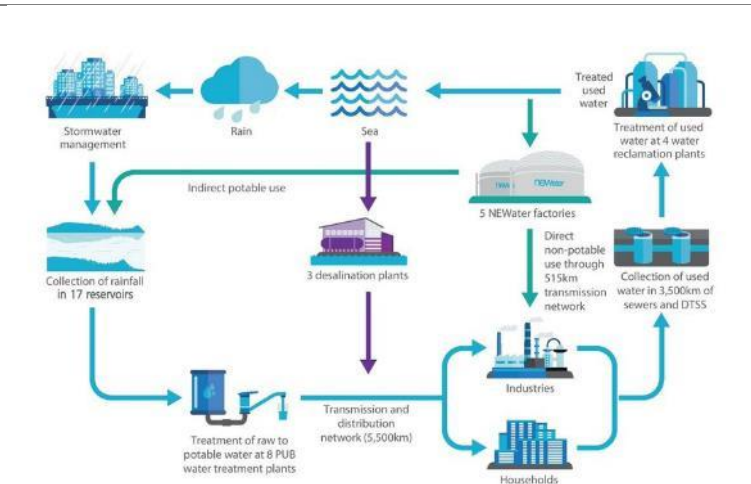 Treated
used
water
Stormwater
management
Rain
Sea
Treatment of used
water at 4 water
reclamation plants
Indirect potable use
NEWater
5 NEWater factories
Collection of rainfall
in 17 reservoirs
3 desalination plants
Direct
non-potable
use through
515km
transmission
network
Collection of used
water in 3,500km of
sewers and DTSS
Industries
Treatment of raw to
potable water at 8 PUB
water treatment plants
Transmission and
distribution
network (5,500km)
Households